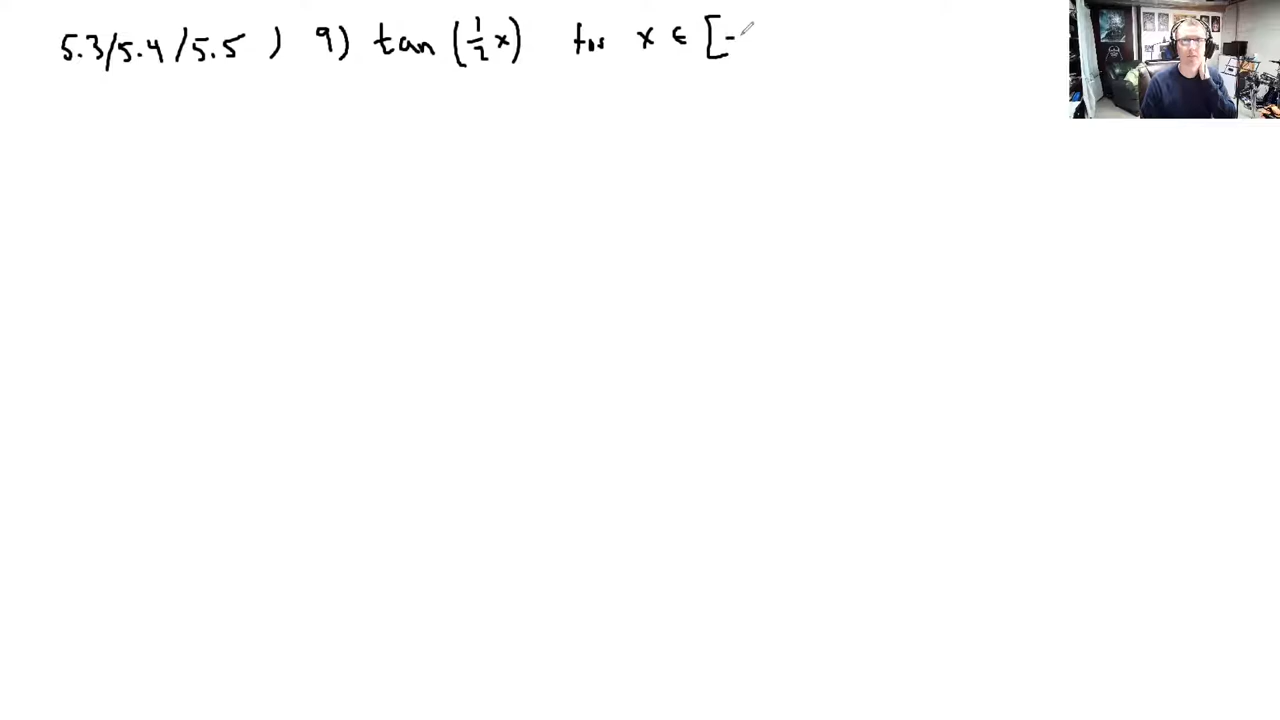 5.3/5.4/5.5 ) 9) tan (1/2 x) for x ∈ [-